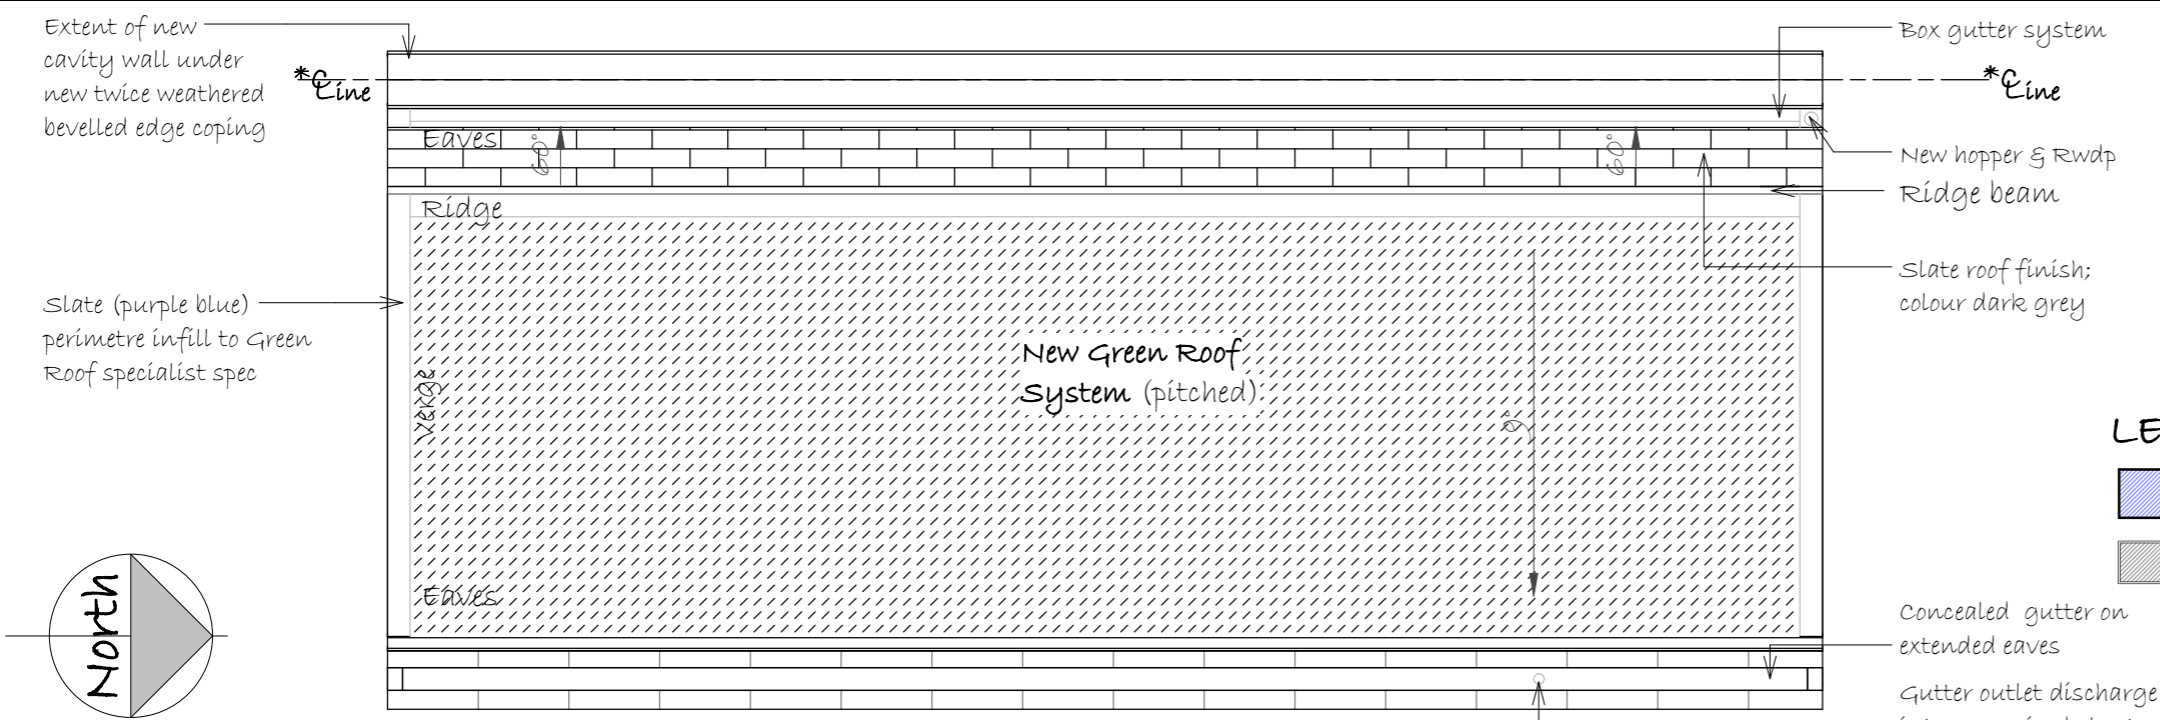 Extent of new
cavity wall under
new twice weathered
bevelled edge coping
*
Line
Box gutter system
*
Line
Eaves
60°
60°
New hopper & Rwdp
Ridge beam
Ridge
Slate roof finish;
colour dark grey
Slate (purple blue)
perimetre infill to Green
Roof specialist spec
New Green Roof
System (pitched)
Verge
9°
LE
Eaves
North
Concealed gutter on
extended eaves
Gutter outlet discharge